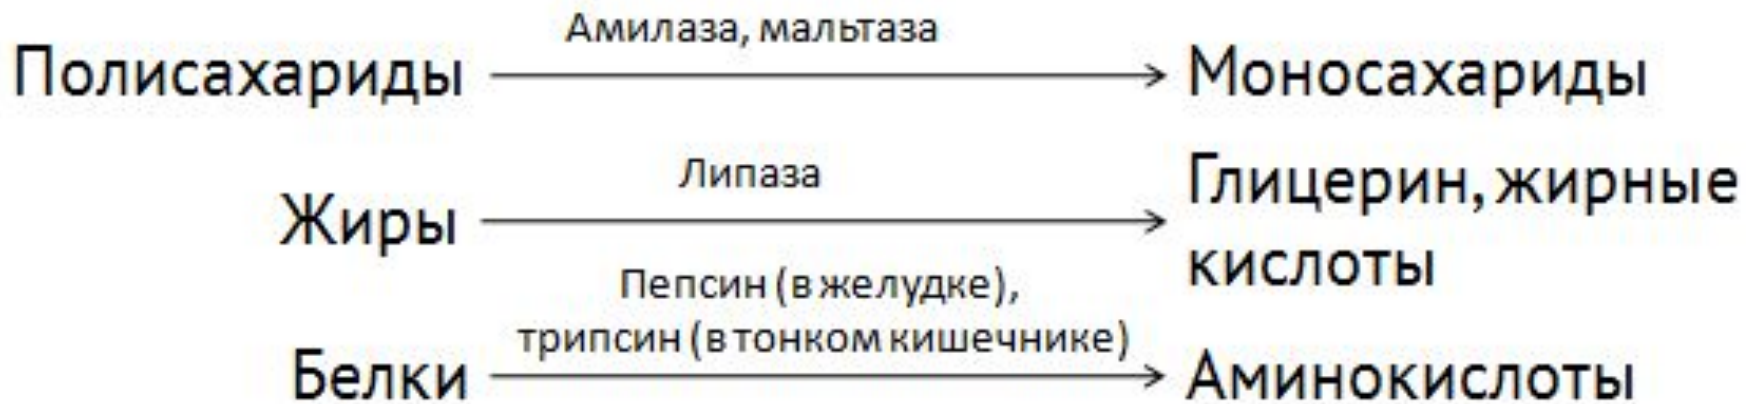 Амилаза, мальтаза
Полисахариды Моносахариды
Липаза
Жиры Глицерин, жирные
кислоты
Пепсин (в желудке),
трипсин (в тонком кишечнике)
Белки Аминокислоты